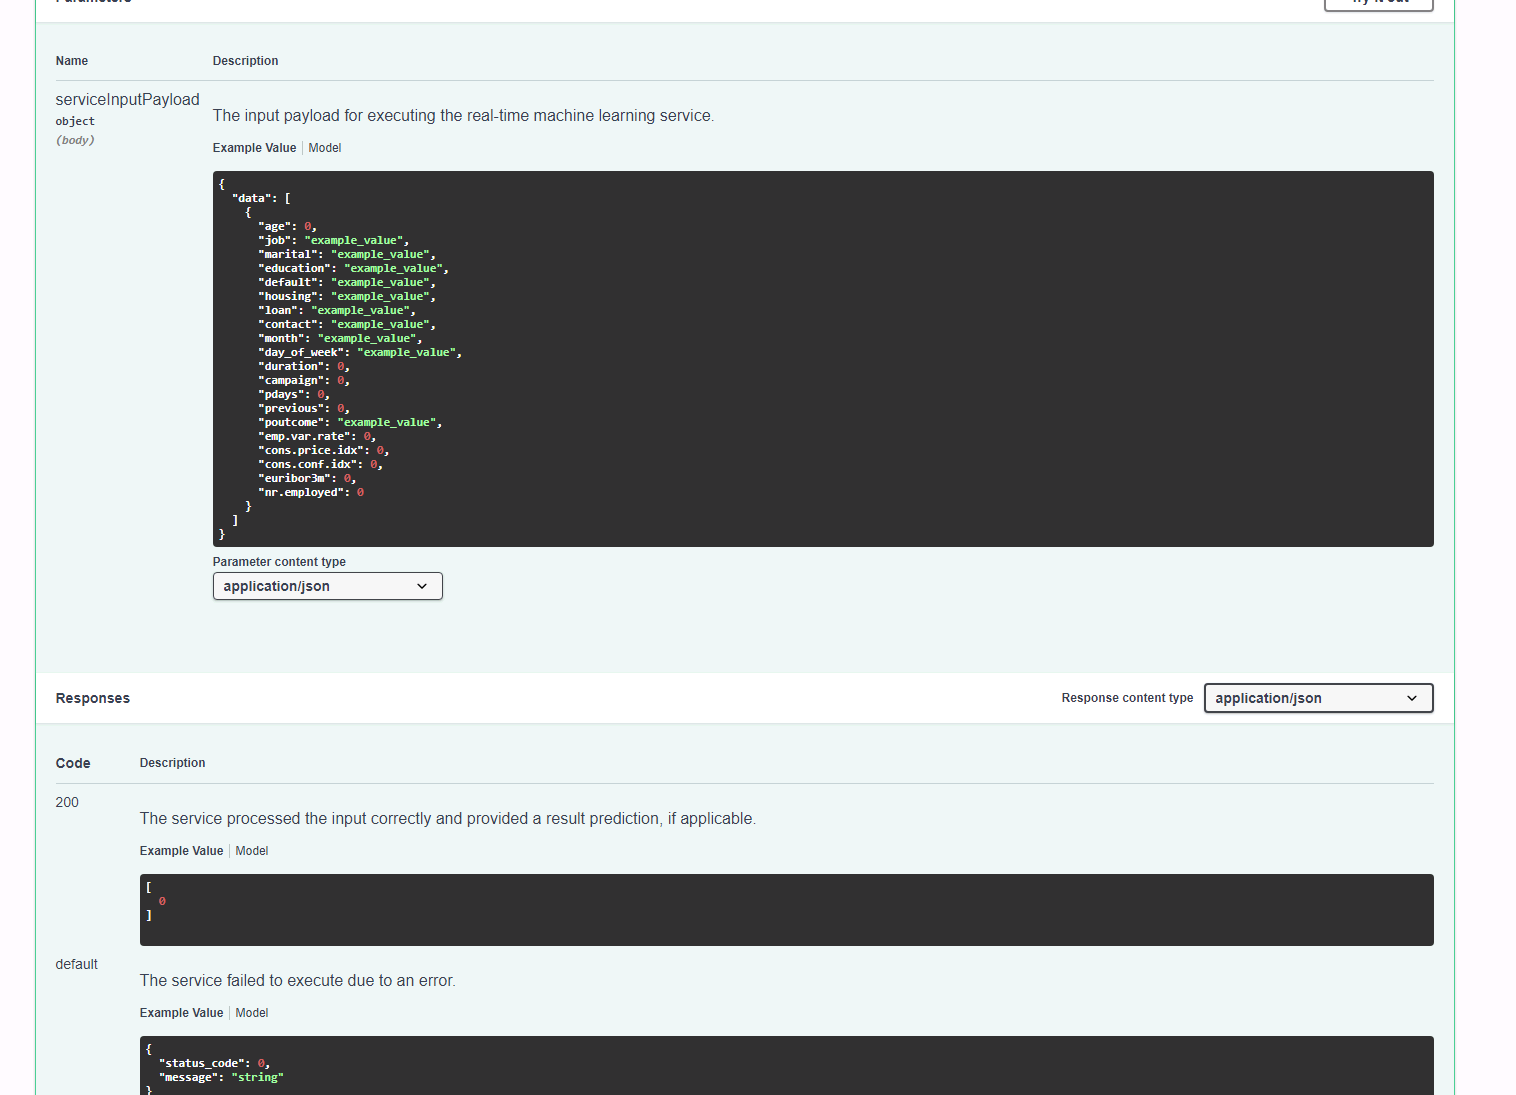 Parameters
Try it out
Name Description
serviceInputPayload
object
(body)
The input payload for executing the real-time machine learning service.
Example Value | Model
{
  "data": [
    {
      "age": 0,
      "job": "example_value",
      "marital": "example_value",
      "education": "example_value",
      "default": "example_value",
      "housing": "example_value",
      "loan": "example_value",
      "contact": "example_value",
      "month": "example_value",
      "day_of_week": "example_value",
      "duration": 0,
      "campaign": 0,
      "pdays": 0,
      "previous": 0,
      "poutcome": "example_value",
      "emp.var.rate": 0,
      "cons.price.idx": 0,
      "cons.conf.idx": 0,
      "euribor3m": 0,
      "nr.employed": 0
    }
  ]
}
Parameter content type
application/json
Responses
Response content type application/json
Code Description
200
The service processed the input correctly and provided a result prediction, if applicable.
Example Value | Model
[
  0
]
default
The service failed to execute due to an error.
Example Value | Model
{
  "status_code": 0,
  "message": "string"
}